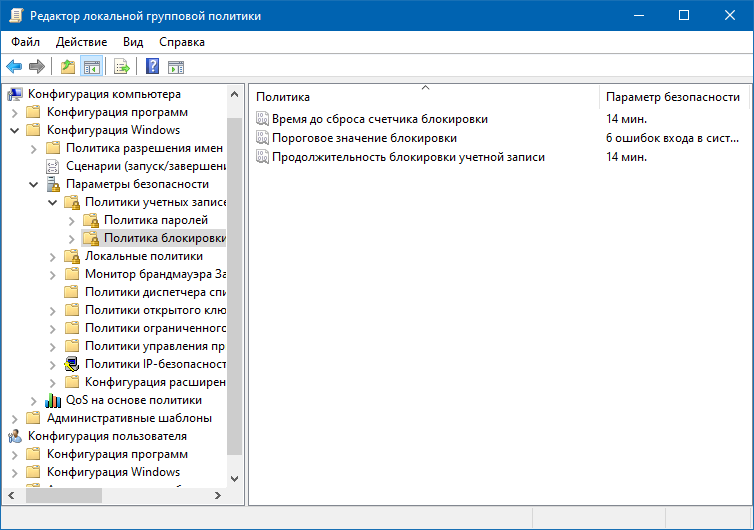 Редактор локальной групповой политики
Файл Действие Вид Справка
Конфигурация компьютера
Конфигурация программ
Конфигурация Windows
Политика разрешения имен
Сценарии (запуск/завершени
Параметры безопасности
Политики учетных записе
Политика паролей
Политика блокировки
Локальные политики
Монитор брандмауэра За
Политики диспетчера спи
Политики открытого клю
Политики ограниченного
Политики управления пр
Политики IP-безопасност
Конфигурация расширен
QoS на основе политики
Административные шаблоны
Конфигурация пользователя
Конфигурация программ
Конфигурация Windows
Политика Параметр безопасности
Время до сброса счетчика блокировки 14 мин.
Пороговое значение блокировки 6 ошибок входа в сист...
Продолжительность блокировки учетной записи 14 мин.